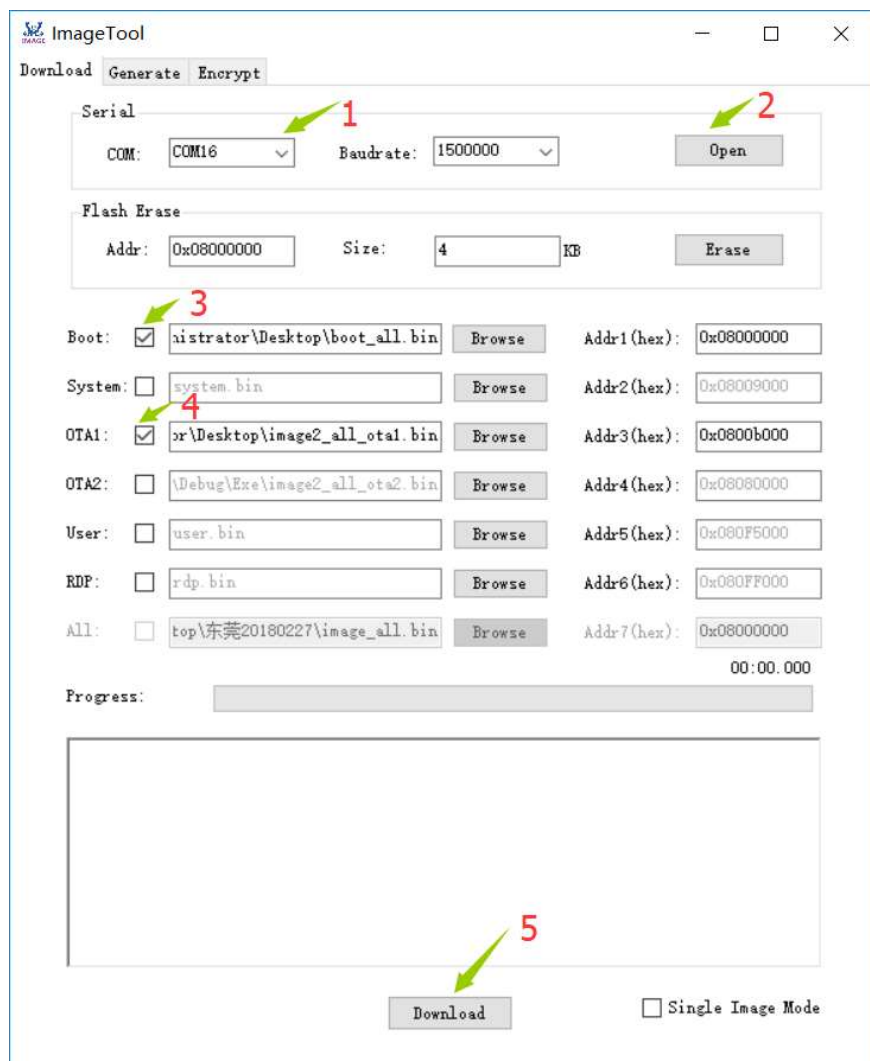 IMAGE ImageTool
Download Generate Encrypt
Serial
1
2
COM: COM16 Baudrate: 1500000 Open
Flash Erase
Addr: 0x08000000 Size: 4 KB Erase
3
Boot: nistrator\Desktop\boot_all.bin Browse Addr1(hex): 0x08000000
System: system.bin Browse Addr2(hex): 0x08009000
4
OTA1: or\Desktop\image2_all_ota1.bin Browse Addr3(hex): 0x0800b000
OTA2: \Debug\Exe\image2_all_ota2.bin Browse Addr4(hex): 0x08080000
User: user.bin Browse Addr5(hex): 0x080F5000
RDP: rdp.bin Browse Addr6(hex): 0x080FF000
All: top\东莞20180227\image_all.bin Browse Addr7(hex): 0x08000000
00:00.000
Progress:
5
Download Single Image Mode